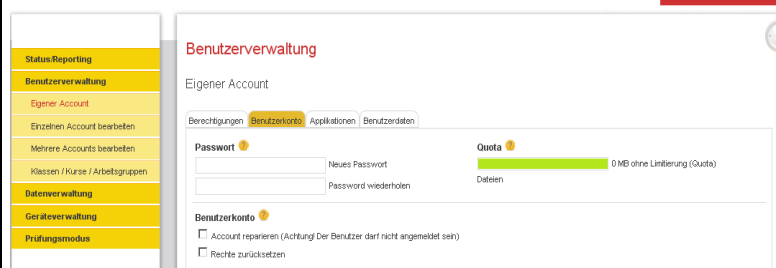 Status/Reporting
Benutzerverwaltung
Eigener Account
Einzelnen Account bearbeiten
Mehrere Accounts bearbeiten
Klassen / Kurse / Arbeitsgruppen
Datenverwaltung
Geräteverwaltung
Prüfungsmodus
Benutzerverwaltung
Eigener Account
Berechtigungen Benutzerkonto Applikationen Benutzerdaten
Passwort ?
Neues Passwort
Password wiederholen
Quota ?
0 MB ohne Limitierung (Quota)
Dateien
Benutzerkonto ?
Account reparieren (Achtung! Der Benutzer darf nicht angemeldet sein)
Rechte zurücksetzen